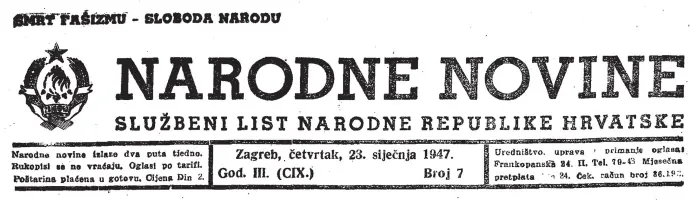 SMRT FAŠIZMU - SLOBODA NARODU
NARODNE NOVINE
SLUŽBENI LIST NARODNE REPUBLIKE HRVATSKE
Narodne novine izlaze dva puta tjedno.
Rukopisi se ne vraćaju. Oglasi po tarifi.
Poštarina plaćena u gotovu. Cijena Din 2.
Zagreb, četvrtak, 23. siječnja 1947.
God. III. (CIX.) Broj 7
Uredništvo, uprava i primanje oglasa:
Frankopanska 24. II. Tel. 79-43 Mjesečna
pretplata 24. Ček. račun broj